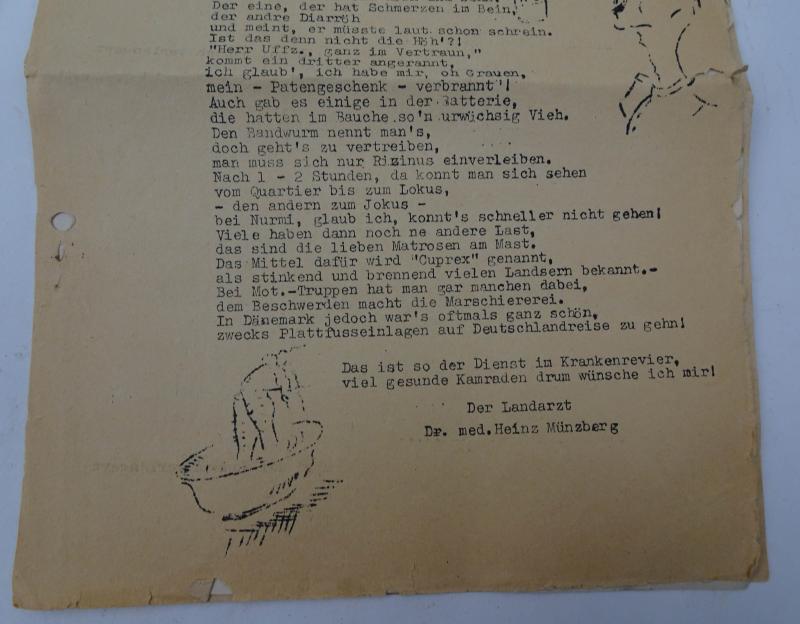 Der eine, der hat Schmerzen im Bein,
der andre Diarröh
und meint, er müsste laut schon schrein.
Ist das denn nicht die Höh'?!
"Herr Uffz., ganz im Vertraun,"
kommt ein dritter angerannt,
ich glaub', ich habe mir, oh Grauen,
mein - Patengeschenk - verbrannt"!
Auch gab es einige in der Batterie,
die hatten im Bauche so'n urwüchsig Vieh.
Den Bandwurm nennt man's,
doch geht's zu vertreiben,
man muss sich nur Rizinus einverleiben.
Nach 1 - 2 Stunden, da konnt man sich sehen
vom Quartier bis zum Lokus,
- den andern zum Jokus -
bei Nurmi, glaub ich, konnt's schneller nicht gehen!
Viele haben dann noch ne andere Last,
das sind die lieben Matrosen am Mast.
Das Mittel dafür wird "Cuprex" genannt,
als stinkend und brennend vielen Landsern bekannt.-
Bei Mot.-Truppen hat man gar manchen dabei,
dem Beschwerden macht die Marschiererei.
In Dänemark jedoch war's oftmals ganz schön,
zwecks Plattfusseinlagen auf Deutschlandreise zu gehn!
Das ist so der Dienst im Krankenrevier,
viel gesunde Kamraden drum wünsche ich mir!
Der Landarzt
Dr. med. Heinz Münzberg